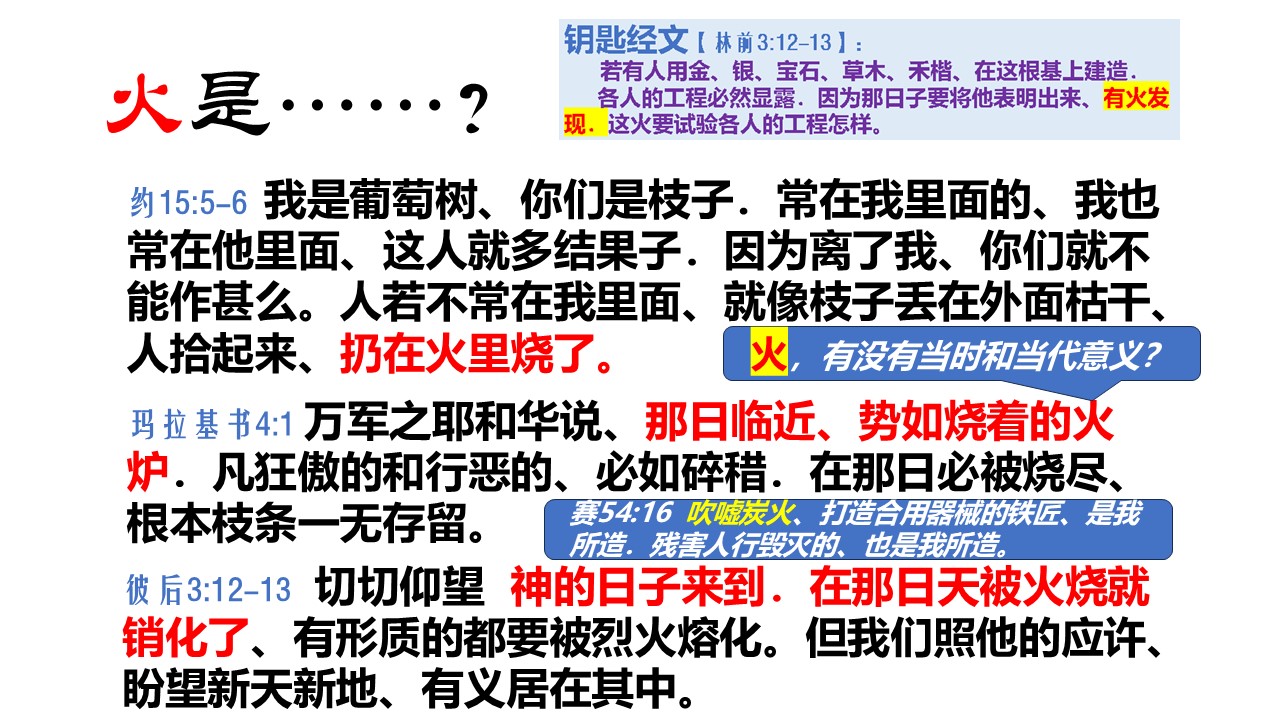 火是······?
钥匙经文【林前3:12-13】:
若有人用金、银、宝石、草木、禾楷、在这根基上建造．
各人的工程必然显露．因为那日子要将他表明出来、有火发
现．这火要试验各人的工程怎样。
约15:5-6 我是葡萄树、你们是枝子．常在我里面的、我也
常在他里面、这人就多结果子．因为离了我、你们就不
能作甚么。人若不常在我里面、就像枝子丢在外面枯干、
人拾起来、扔在火里烧了。
火，有没有当时和当代意义？
玛拉基书4:1 万军之耶和华说、那日临近、势如烧着的火
炉．凡狂傲的和行恶的、必如碎秸．在那日必被烧尽、
根本枝条一无存留。
赛54:16 吹嘘炭火、打造合用器械的铁匠、是我
所造．残害人行毁灭的、也是我所造。
彼后3:12-13 切切仰望 神的日子来到．在那日天被火烧就
销化了、有形质的都要被烈火熔化。但我们照他的应许、
盼望新天新地、有义居在其中。